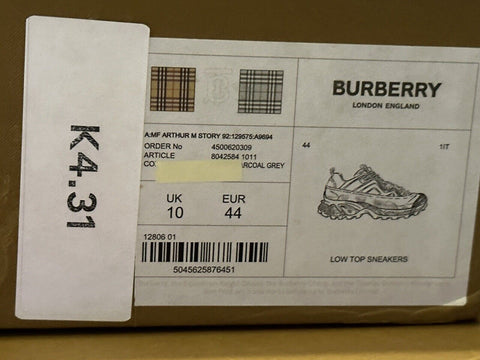 K4.31
BURBERRY
LONDON ENGLAND
A:MF ARTHUR M STORY 92:129575:A9694
ORDER No 4500620309
ARTICLE 8042584 1011
CO ARCOAL GREY
UK EUR
10 44
12806 01
5045625876451
44 1IT
LOW TOP SNEAKERS